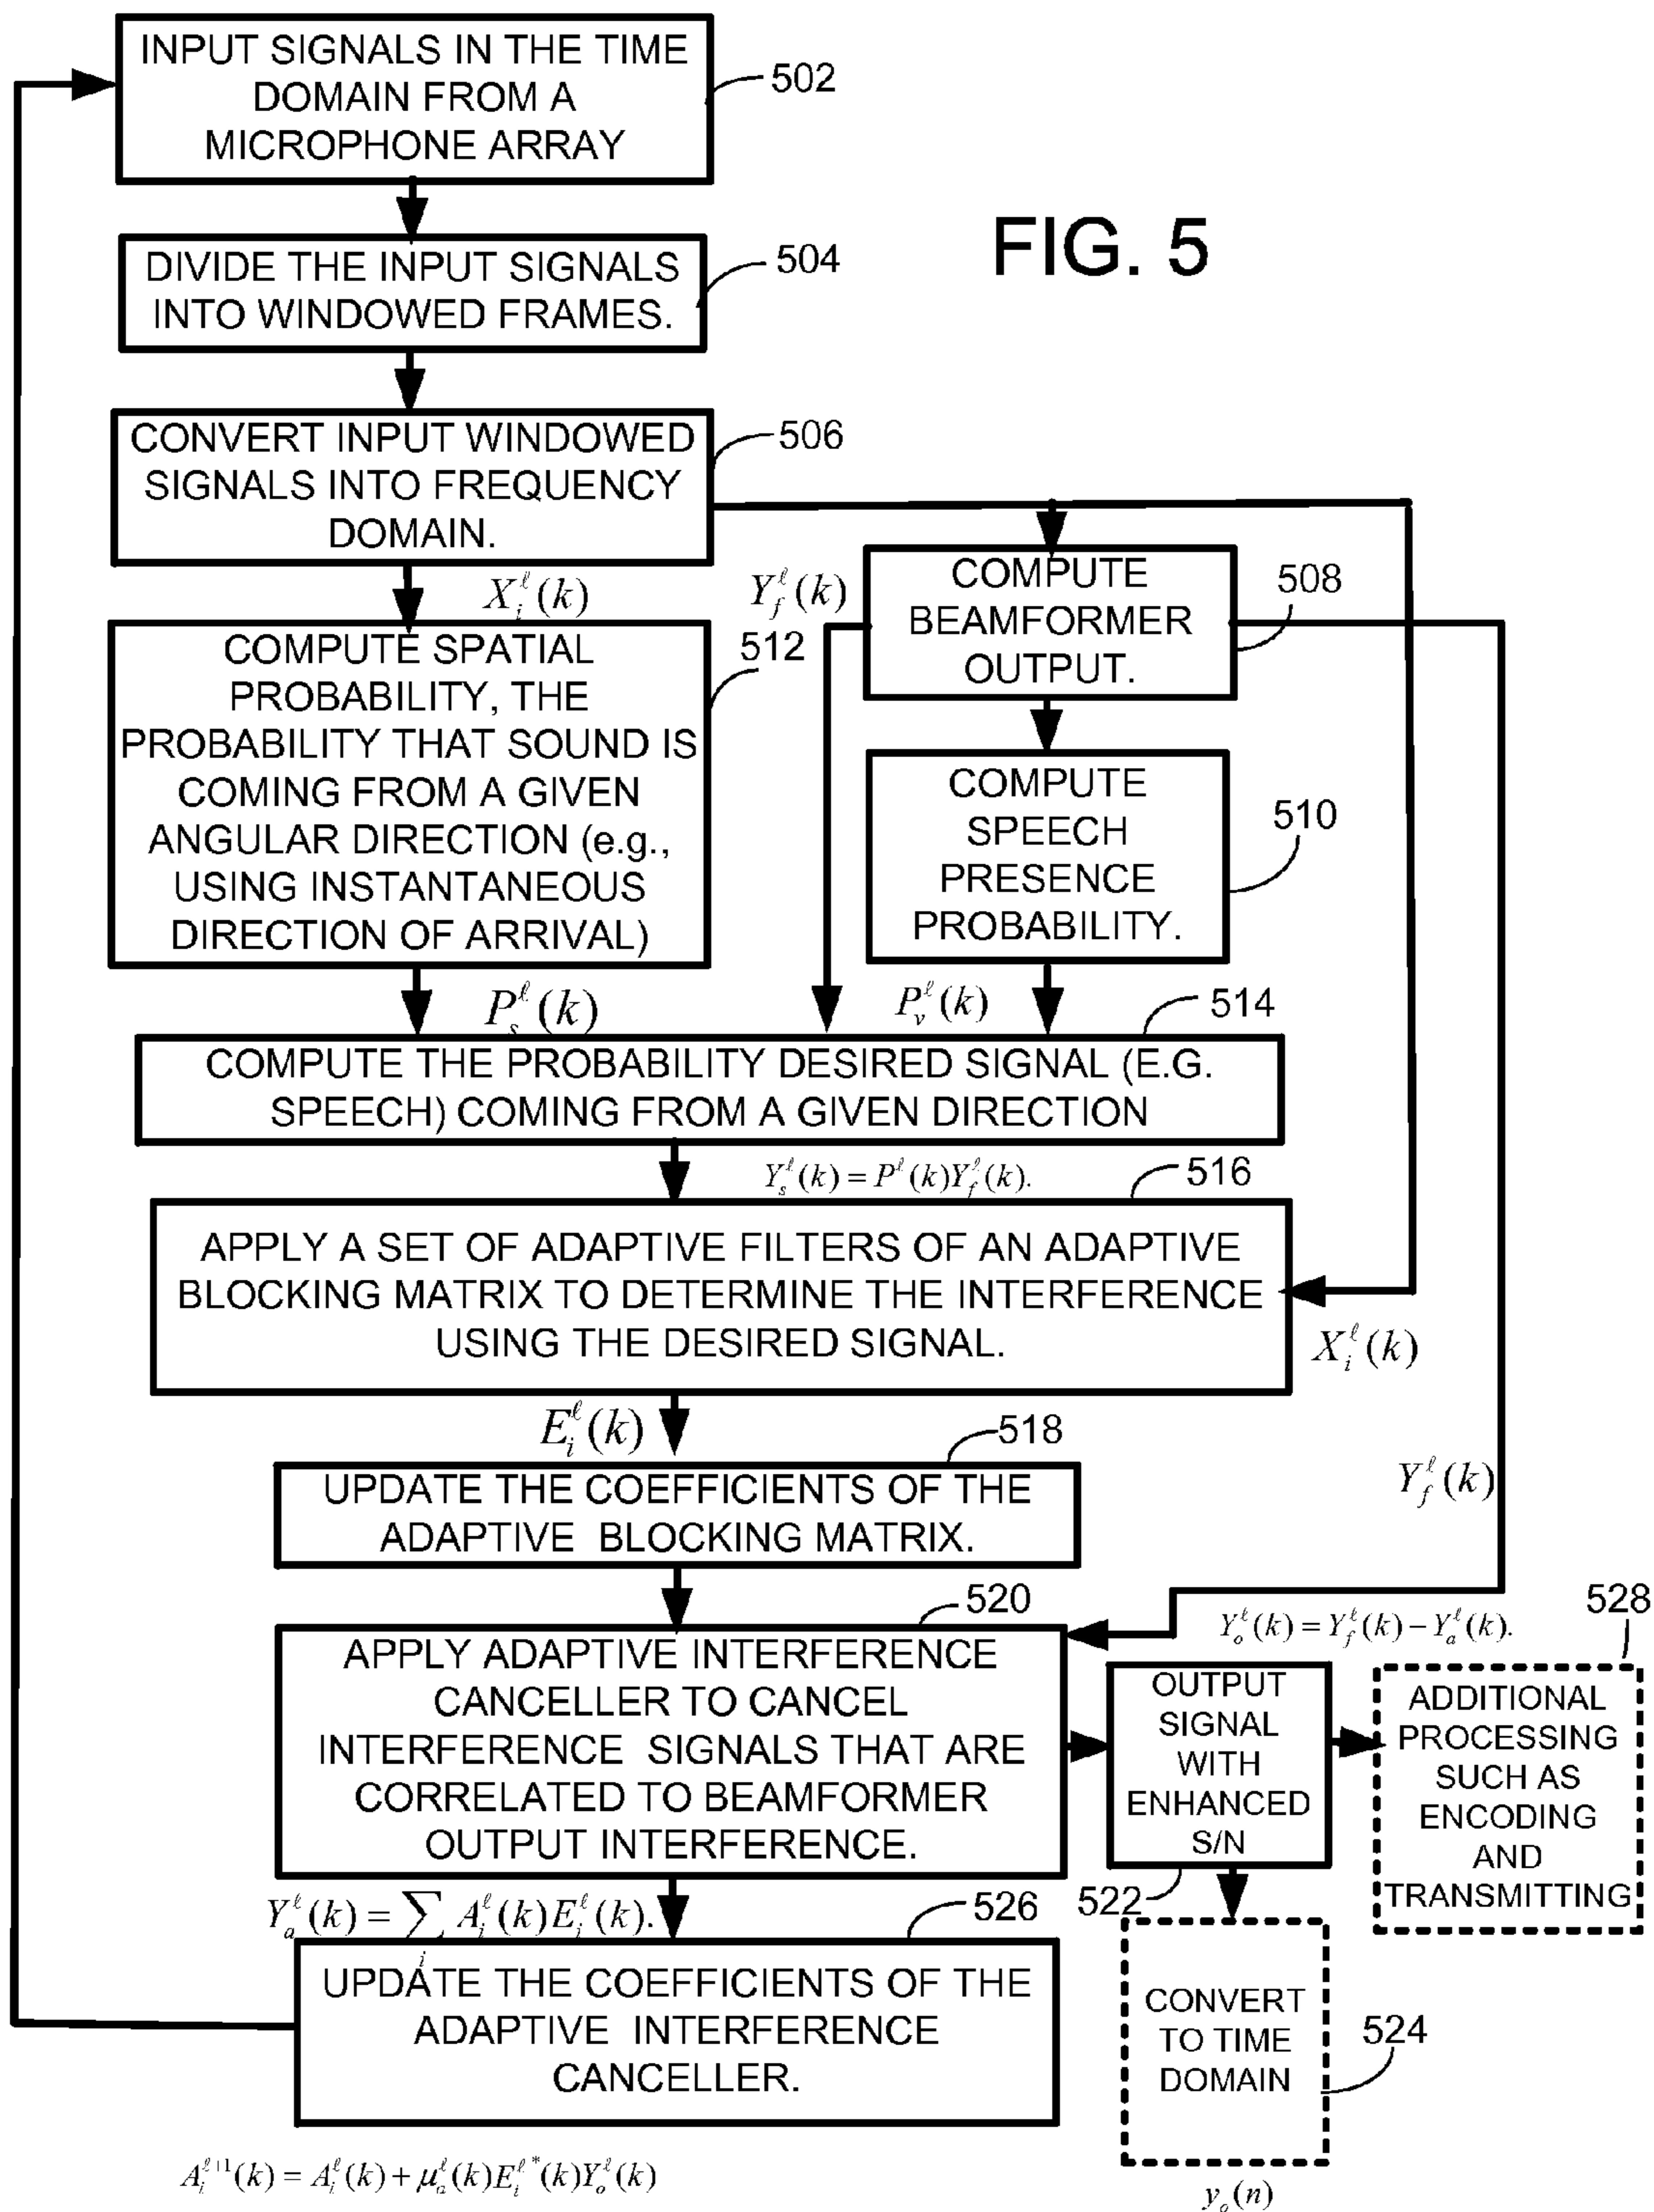 INPUT SIGNALS IN THE TIME
DOMAIN FROM A
MICROPHONE ARRAY
502
FIG. 5
DIVIDE THE INPUT SIGNALS
INTO WINDOWED FRAMES.
504
CONVERT INPUT WINDOWED
SIGNALS INTO FREQUENCY
DOMAIN.
506
X_i^ℓ(k)
Y_f^ℓ(k)
COMPUTE
BEAMFORMER
OUTPUT.
508
COMPUTE SPATIAL
PROBABILITY, THE
PROBABILITY THAT SOUND IS
COMING FROM A GIVEN
ANGULAR DIRECTION (e.g.,
USING INSTANTANEOUS
DIRECTION OF ARRIVAL)
512
COMPUTE
SPEECH
PRESENCE
PROBABILITY.
510
P_s^ℓ(k)
P_v^ℓ(k)
514
COMPUTE THE PROBABILITY DESIRED SIGNAL (E.G.
SPEECH) COMING FROM A GIVEN DIRECTION
Y_s^ℓ(k) = P^ℓ(k)Y_f^ℓ(k).
516
APPLY A SET OF ADAPTIVE FILTERS OF AN ADAPTIVE
BLOCKING MATRIX TO DETERMINE THE INTERFERENCE
USING THE DESIRED SIGNAL.
X_i^ℓ(k)
E_i^ℓ(k)
518
UPDATE THE COEFFICIENTS OF THE
ADAPTIVE BLOCKING MATRIX.
Y_f^ℓ(k)
520
APPLY ADAPTIVE INTERFERENCE
CANCELLER TO CANCEL
INTERFERENCE SIGNALS THAT ARE
CORRELATED TO BEAMFORMER
OUTPUT INTERFERENCE.
Y_o^ℓ(k) = Y_f^ℓ(k) − Y_a^ℓ(k).
528
OUTPUT
SIGNAL
WITH
ENHANCED
S/N
522
ADDITIONAL
PROCESSING
SUCH AS
ENCODING
AND
TRANSMITTING
Y_a^ℓ(k) = ∑_i A_i^ℓ(k)E_i^ℓ(k).
526
UPDATE THE COEFFICIENTS OF THE
ADAPTIVE INTERFERENCE
CANCELLER.
CONVERT
TO TIME
DOMAIN
524
A_i^{ℓ+1}(k) = A_i^ℓ(k) + μ_a^ℓ(k)E_i^{ℓ*}(k)Y_o^ℓ(k)
y_o(n)